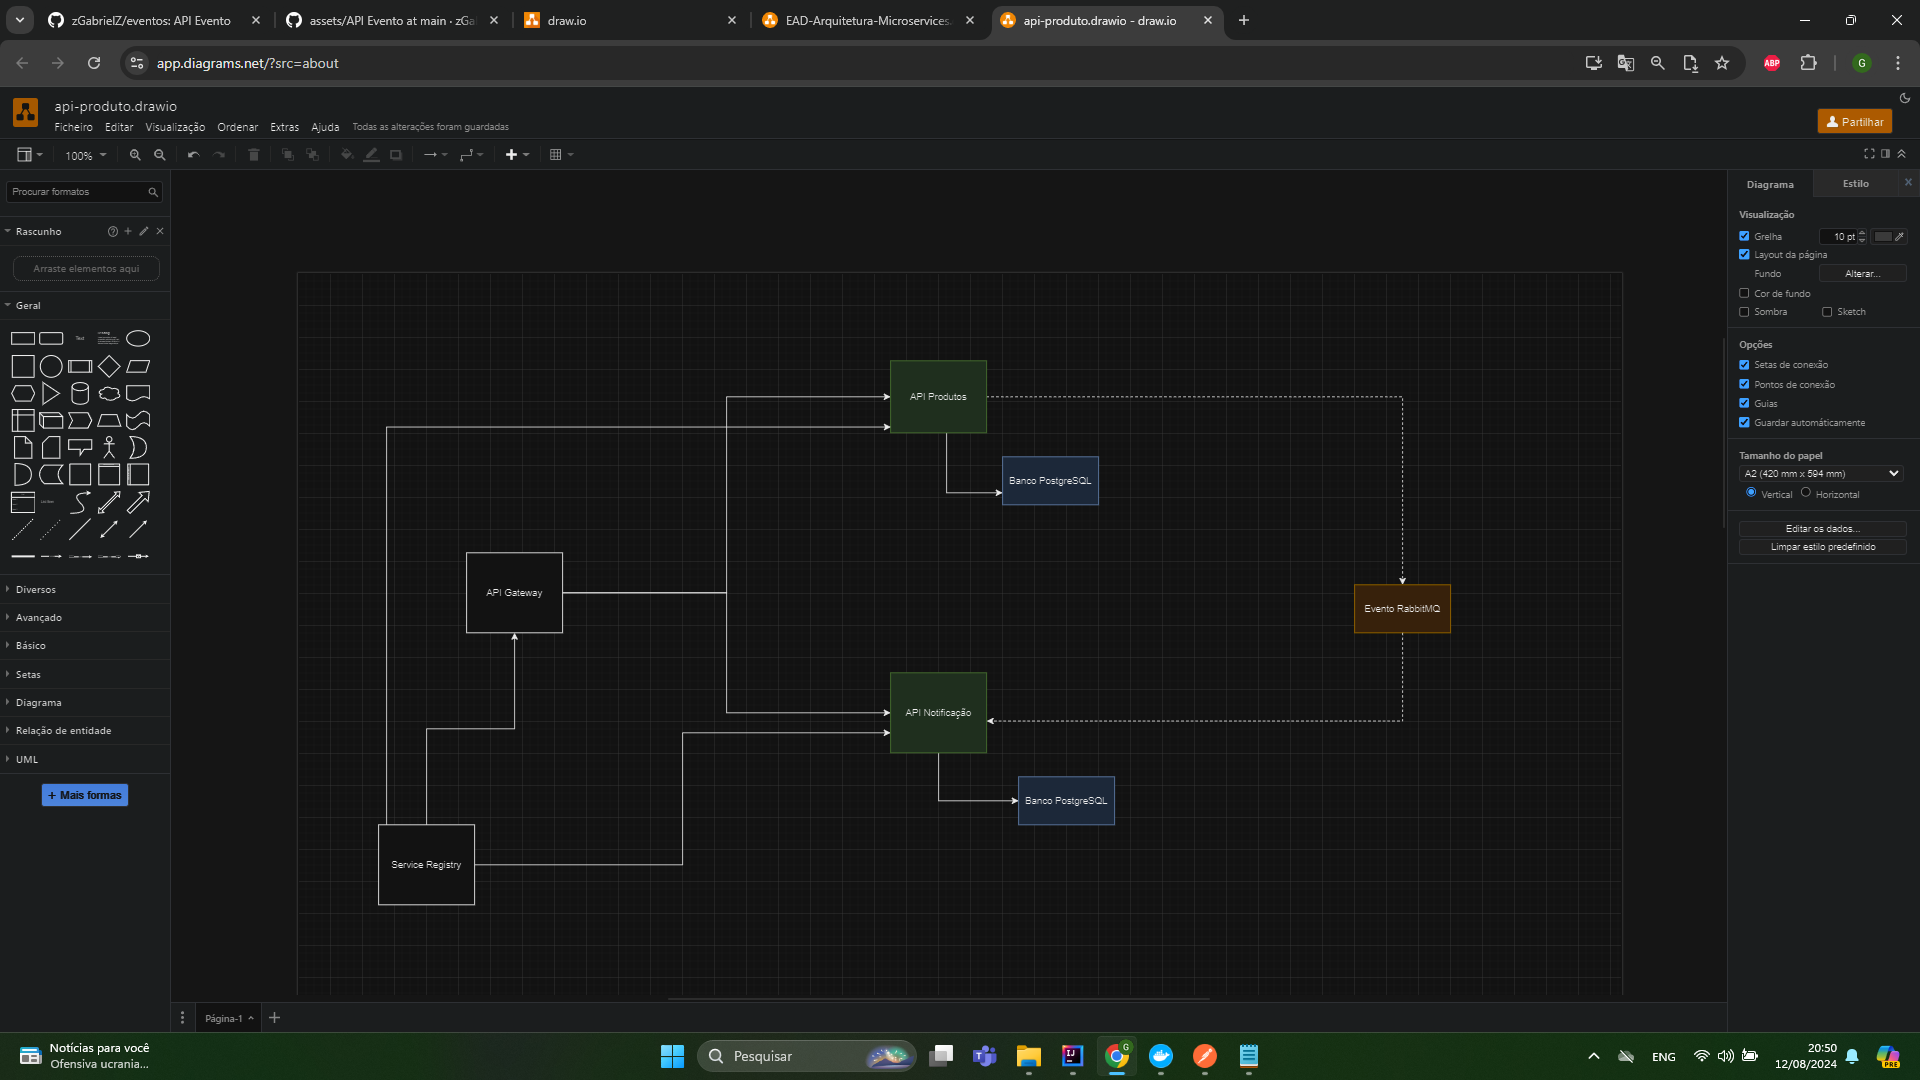 zGabrielZ/eventos: API Evento
assets/API Evento at main · zGa
draw.io
EAD-Arquitetura-Microservices.
api-produto.drawio - draw.io
app.diagrams.net/?src=about
ABP
G
api-produto.drawio
Ficheiro Editar Visualização Ordenar Extras Ajuda Todas as alterações foram guardadas
Partilhar
100%
Procurar formatos
Rascunho
Arraste elementos aqui
Geral
Text
Diversos
Avançado
Básico
Setas
Diagrama
Relação de entidade
UML
+ Mais formas
API Produtos
Banco PostgreSQL
API Gateway
Evento RabbitMQ
API Notificação
Banco PostgreSQL
Service Registry
Diagrama Estilo
Visualização
Grelha 10 pt
Layout da página
Fundo Alterar...
Cor de fundo
Sombra Sketch
Opções
Setas de conexão
Pontos de conexão
Guias
Guardar automáticamente
Tamanho do papel
A2 (420 mm x 594 mm)
Vertical Horizontal
Editar os dados...
Limpar estilo predefinido
Página-1
Notícias para você
Ofensiva ucrania...
Pesquisar
G
ENG
20:50
12/08/2024
PRE